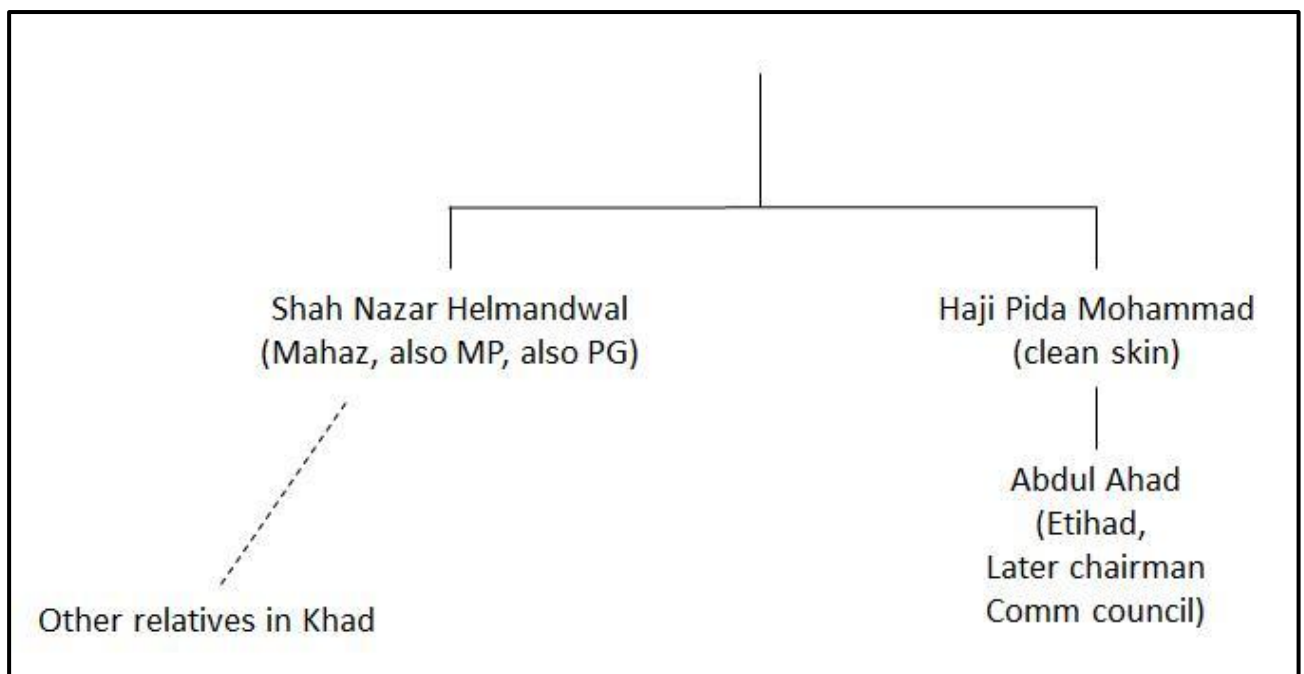 Shah Nazar Helmandwal
(Mahaz, also MP, also PG)
Haji Pida Mohammad
(clean skin)
Abdul Ahad
(Etihad,
Later chairman
Comm council)
Other relatives in Khad